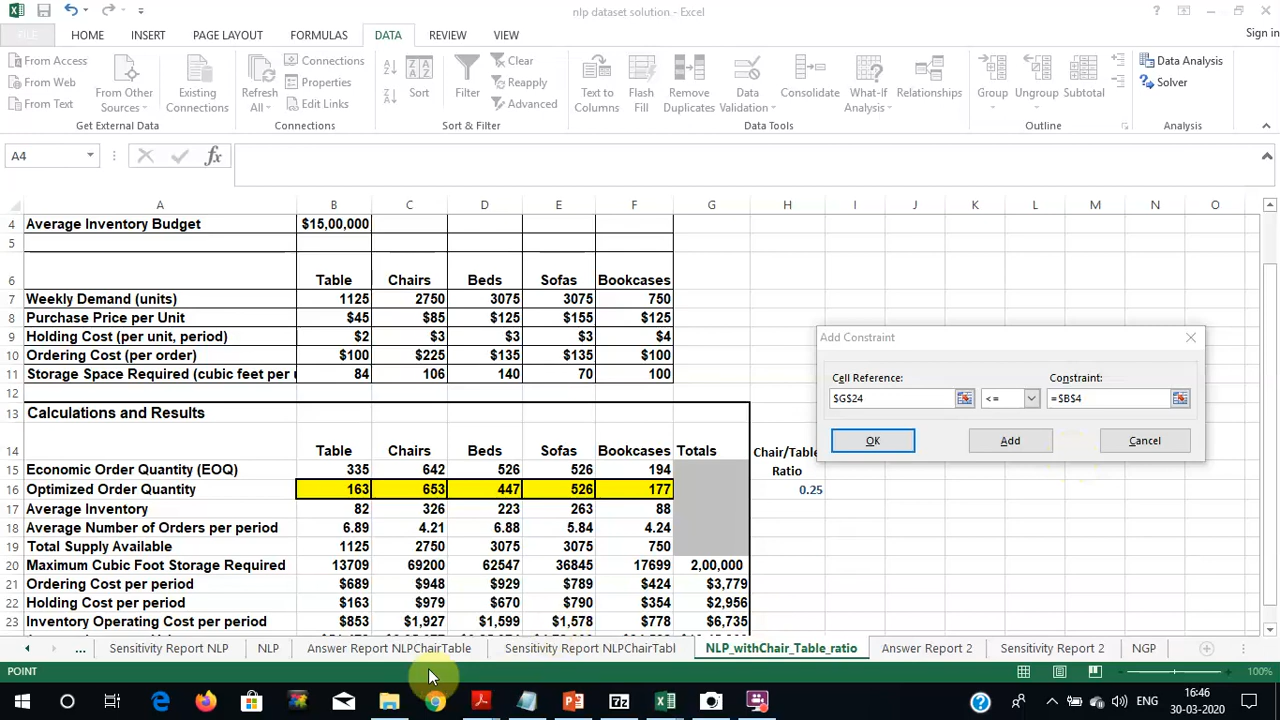 nlp dataset solution - Excel
FILE HOME INSERT PAGE LAYOUT FORMULAS DATA REVIEW VIEW Sign in
From Access
From Web
From Text
From Other Sources
Existing Connections
Get External Data
Refresh All
Connections
Properties
Edit Links
Connections
Sort
Filter
Clear
Reapply
Advanced
Sort & Filter
Text to Columns
Flash Fill
Remove Duplicates
Data Validation
Consolidate
What-If Analysis
Relationships
Data Tools
Group
Ungroup
Subtotal
Outline
Data Analysis
Solver
Analysis
A4
A B C D E F G H I J K L M N O
4 Average Inventory Budget $15,00,000
5
6 Table Chairs Beds Sofas Bookcases
7 Weekly Demand (units) 1125 2750 3075 3075 750
8 Purchase Price per Unit $45 $85 $125 $155 $125
9 Holding Cost (per unit, period) $2 $3 $3 $3 $4
10 Ordering Cost (per order) $100 $225 $135 $135 $100
11 Storage Space Required (cubic feet per u 84 106 140 70 100
12
13 Calculations and Results
14 Table Chairs Beds Sofas Bookcases Totals Chair/Table
15 Economic Order Quantity (EOQ) 335 642 526 526 194 Ratio
16 Optimized Order Quantity 163 653 447 526 177 0.25
17 Average Inventory 82 326 223 263 88
18 Average Number of Orders per period 6.89 4.21 6.88 5.84 4.24
19 Total Supply Available 1125 2750 3075 3075 750
20 Maximum Cubic Foot Storage Required 13709 69200 62547 36845 17699 2,00,000
21 Ordering Cost per period $689 $948 $929 $789 $424 $3,779
22 Holding Cost per period $163 $979 $670 $790 $354 $2,956
23 Inventory Operating Cost per period $853 $1,927 $1,599 $1,578 $778 $6,735
Add Constraint
Cell Reference: Constraint:
$G$24 <= =$B$4
OK Add Cancel
... Sensitivity Report NLP NLP Answer Report NLPChairTable Sensitivity Report NLPChairTabl NLP_withChair_Table_ratio Answer Report 2 Sensitivity Report 2 NGP
POINT 100%
ENG 16:46
30-03-2020